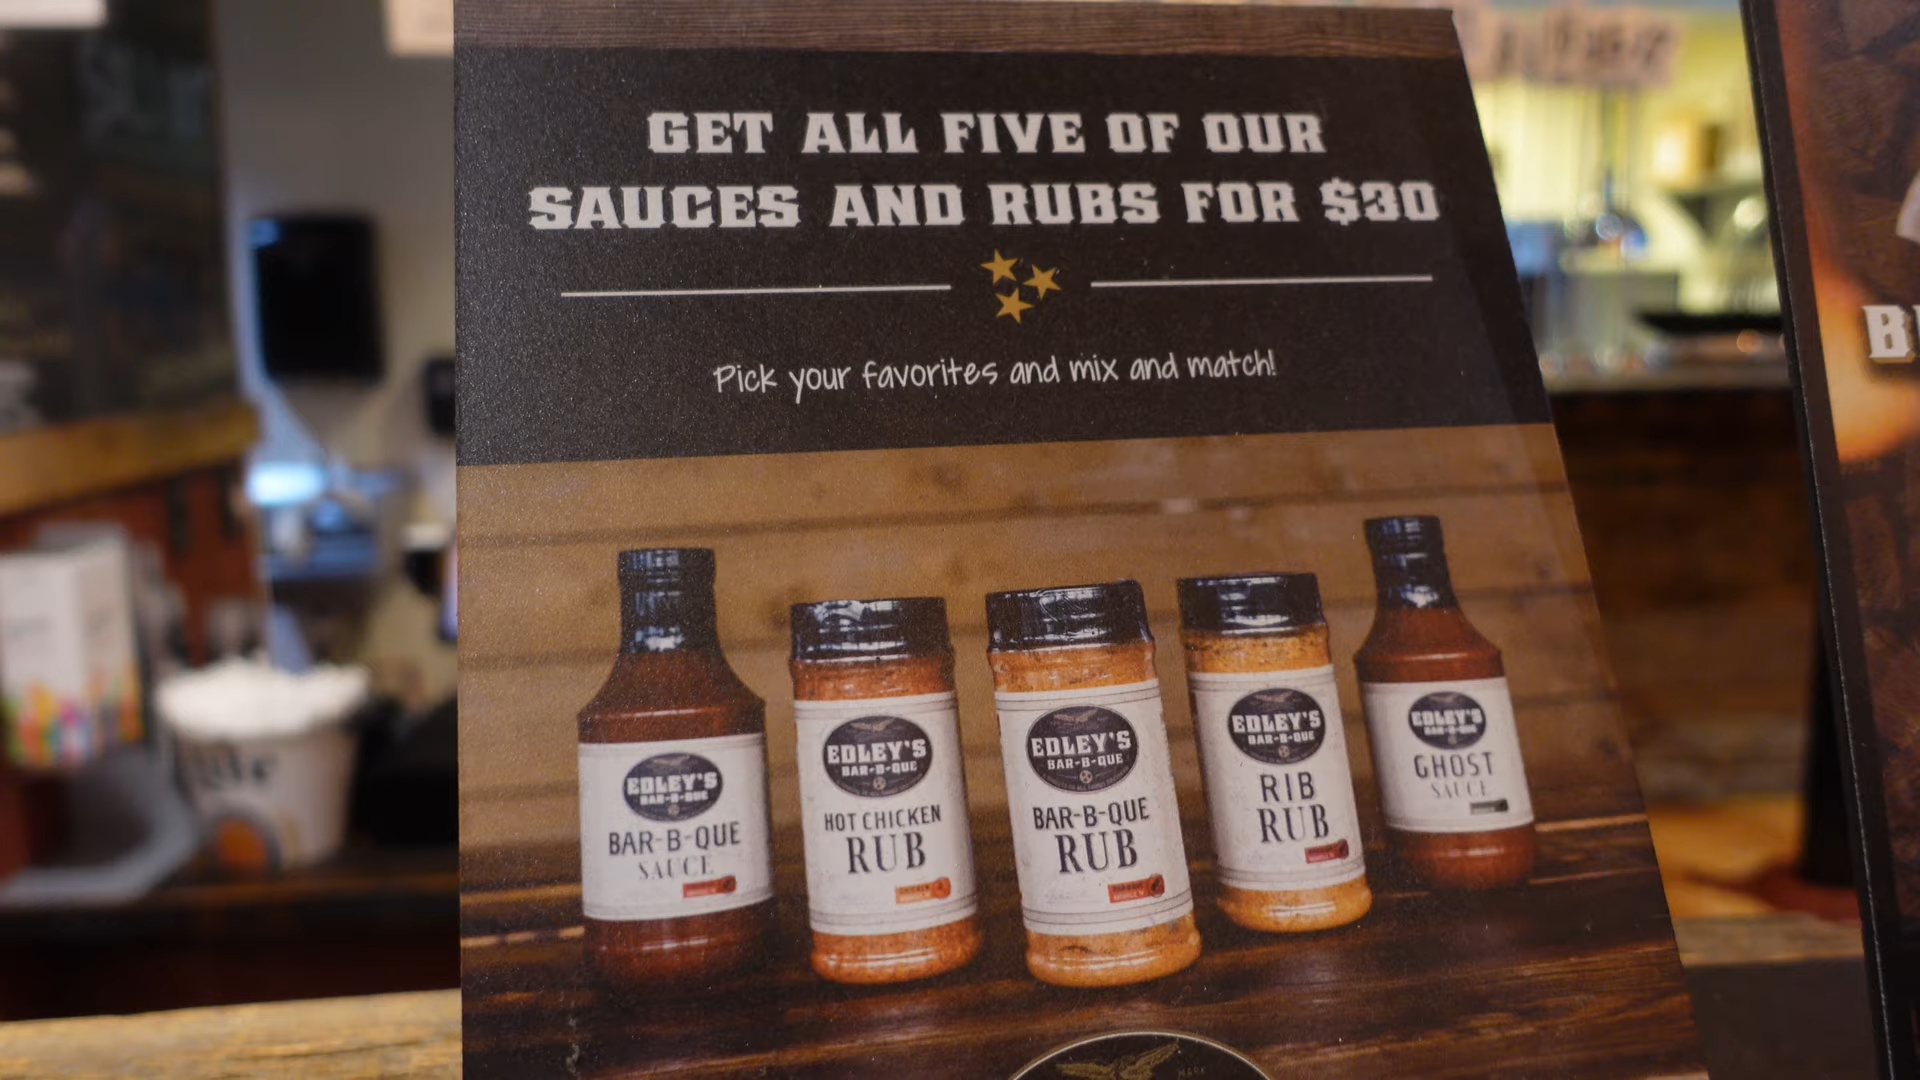 GET ALL FIVE OF OUR
SAUCES AND RUBS FOR $30
Pick your favorites and mix and match!
EDLEY'S
BAR-B-QUE
BAR-B-QUE
SAUCE
EDLEY'S
BAR-B-QUE
HOT CHICKEN
RUB
EDLEY'S
BAR-B-QUE
BAR-B-QUE
RUB
EDLEY'S
BAR-B-QUE
RIB
RUB
EDLEY'S
BAR-B-QUE
GHOST
SAUCE
MARK